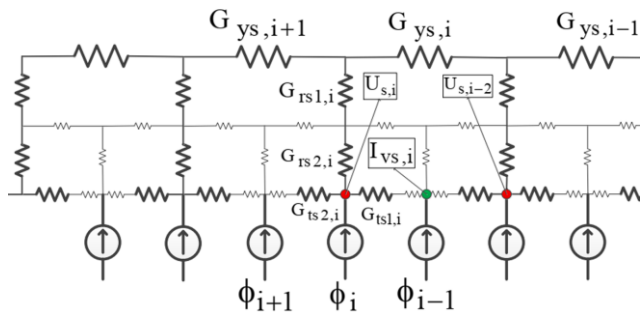 G ys,i+1 G ys,i G ys,i−1
G rs1,i U s,i U s,i−2
G rs2,i I vs,i
G ts2,i G ts1,i
ϕ i+1 ϕ i ϕ i−1